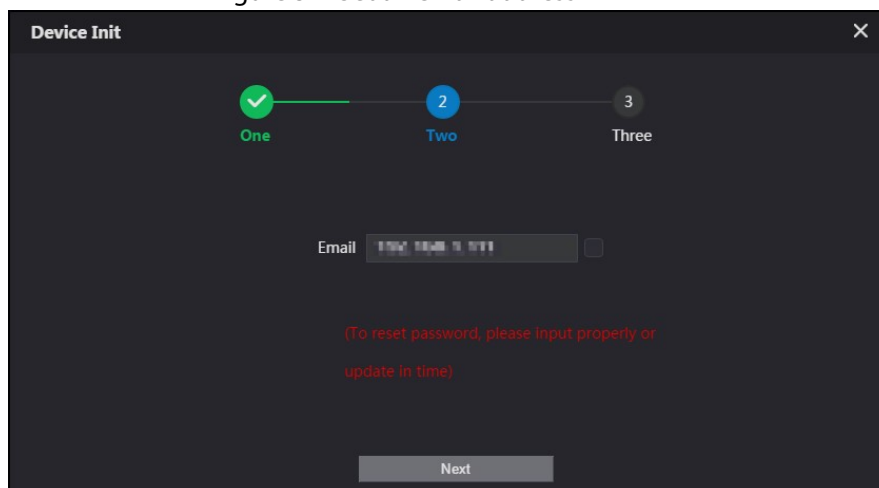 Device Init
2
3
One
Two
Three
Email
(To reset password, please input properly or
update in time)
Next